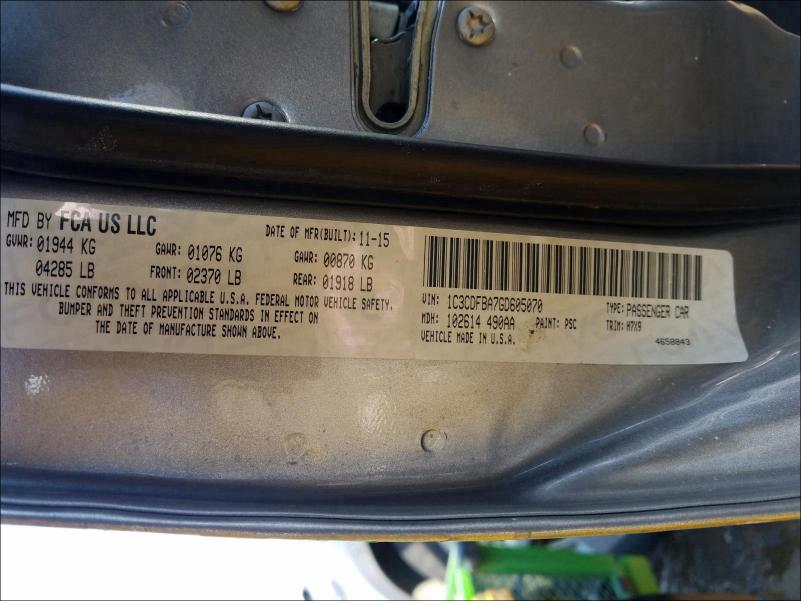 MFD BY FCA US LLC DATE OF MFR(BUILT): 11-15
GVWR: 01944 KG GAWR: 01076 KG GAWR: 00870 KG
04285 LB FRONT: 02370 LB REAR: 01918 LB
THIS VEHICLE CONFORMS TO ALL APPLICABLE U.S.A. FEDERAL MOTOR VEHICLE SAFETY,
BUMPER AND THEFT PREVENTION STANDARDS IN EFFECT ON
THE DATE OF MANUFACTURE SHOWN ABOVE.
VIN: 1C3CDFBA7GD605070 TYPE: PASSENGER CAR
MDH: 102614 490AA PAINT: PSC TRIM: H7X9
VEHICLE MADE IN U.S.A. 4658843